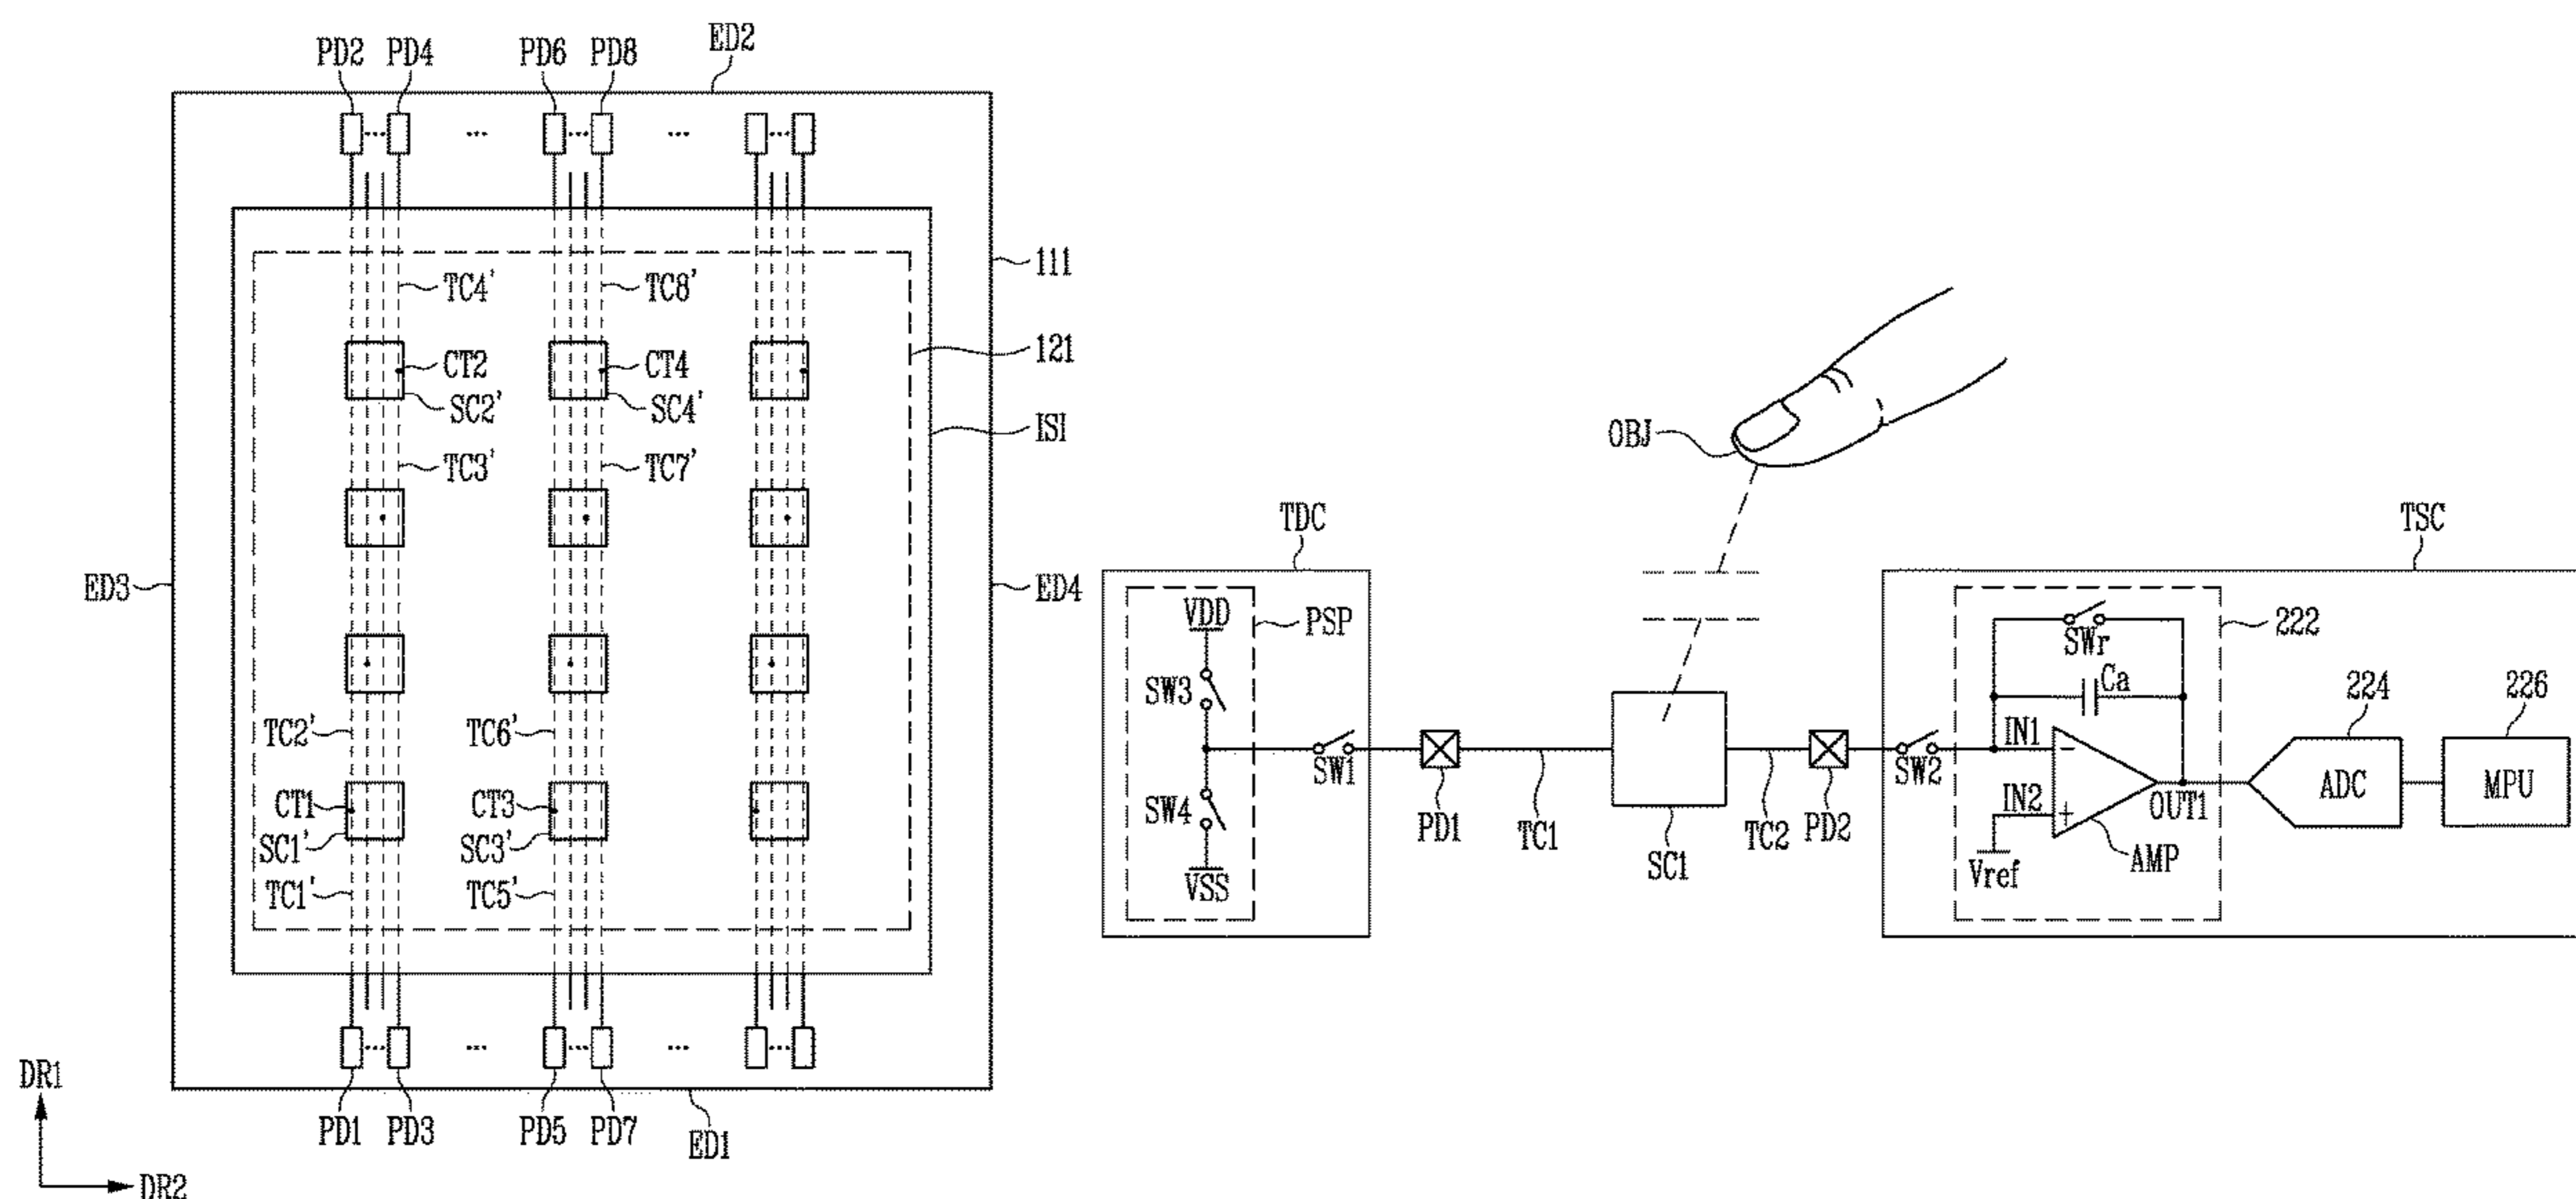 PD2 PD4 PD6 PD8 ED2
... ... ... ... ...
111
TC4' TC8'
121
CT2 CT4
SC2' SC4'
ISI
TC3' TC7'
ED3 ED4
TC2' TC6'
CT1 CT3
SC1' SC3'
TC1' TC5'
... ... ... ... ...
PD1 PD3 PD5 PD7 ED1
DR1
DR2
OBJ
TDC
TSC
VDD
PSP
SWr
222
SW3
Ca
224
226
SW1
IN1
−
SW2
SW4
PD1
TC1
SC1
TC2
PD2
IN2
+
OUT1
ADC
MPU
VSS
Vref
AMP